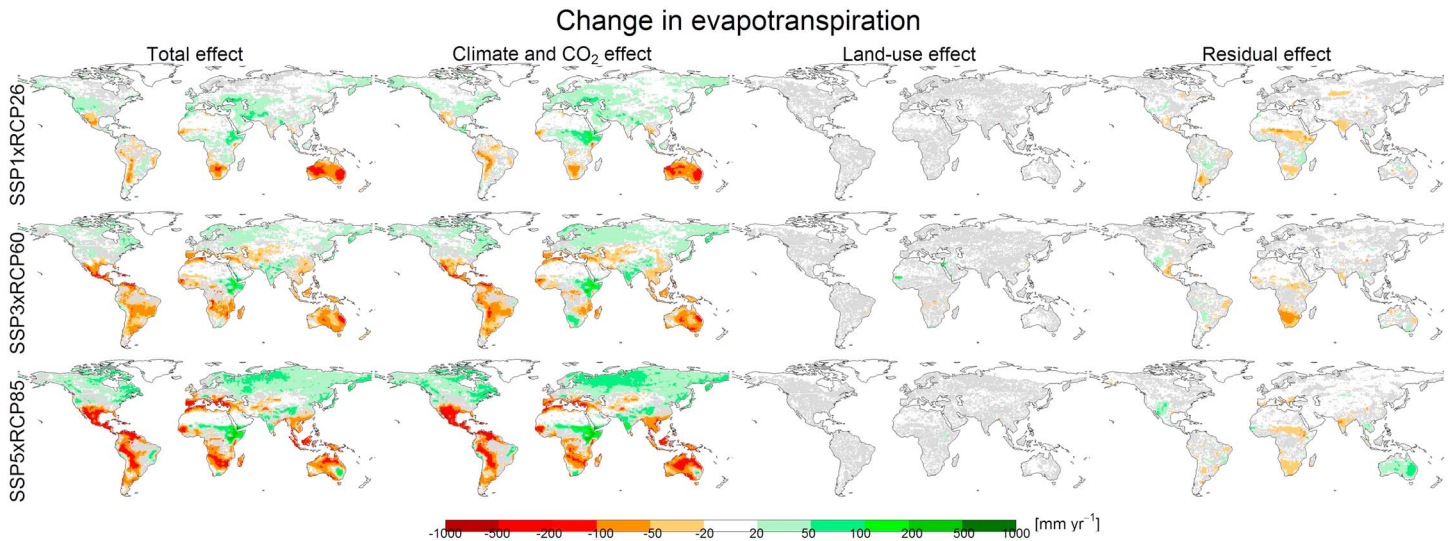 Change in evapotranspiration
Total effect
Climate and CO₂ effect
Land-use effect
Residual effect
SSP1xRCP26
SSP3xRCP60
SSP5xRCP85
-1000 -500 -200 -100 -50 -20 20 50 100 200 500 1000 [mm yr⁻¹]